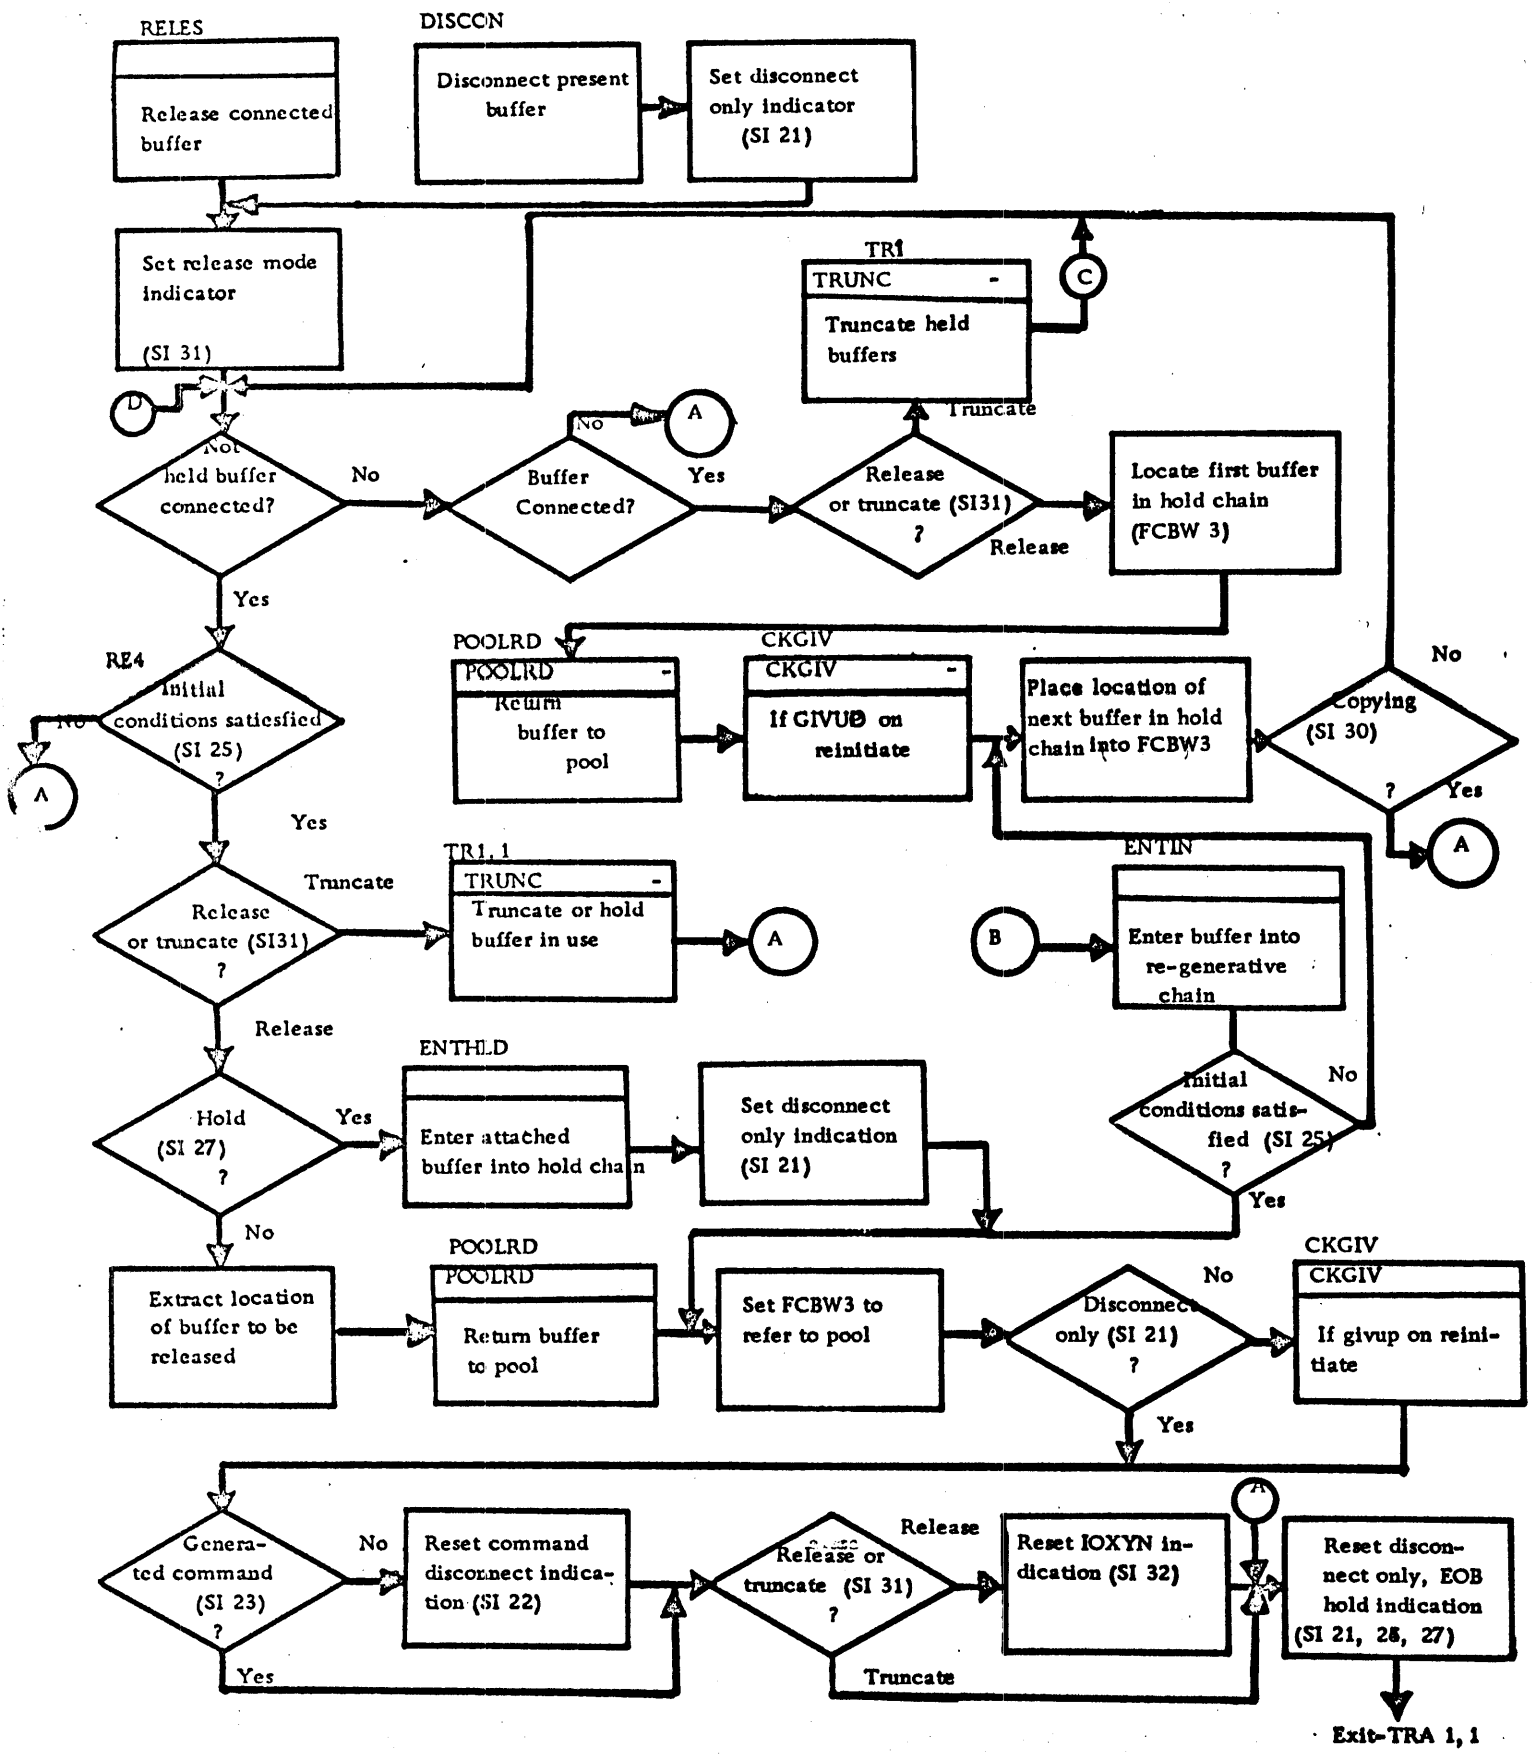 RELES
DISCON
Release connected
buffer
Disconnect present
buffer
Set disconnect
only indicator
(SI 21)
Set release mode
indicator
(SI 31)
TR1
TRUNC -
Truncate held
buffers
C
D
Not
held buffer
connected?
No
Buffer
Connected?
No
A
Yes
Release
or truncate (SI31)
?
Truncate
Release
Locate first buffer
in hold chain
(FCBW 3)
Yes
RE4
Initial
conditions satiesfied
(SI 25)
?
No
A
Yes
POOLRD
POOLRD -
Return
buffer to
pool
CKGIV
CKGIV -
If GIVUP on
reinitiate
Place location of
next buffer in hold
chain into FCBW3
No
Copying
(SI 30)
?
Yes
A
Release
or truncate (SI31)
?
Truncate
TR1, 1
TRUNC -
Truncate or hold
buffer in use
A
B
ENTIN
Enter buffer into
re-generative
chain
Release
Hold
(SI 27)
?
Yes
ENTHLD
Enter attached
buffer into hold chain
Set disconnect
only indication
(SI 21)
Initial
conditions satis-
fied (SI 25)
?
No
Yes
No
Extract location
of buffer to be
released
POOLRD
POOLRD
Return buffer
to pool
Set FCBW3 to
refer to pool
Disconnect
only (SI 21)
?
No
CKGIV
CKGIV
If givup on reini-
tiate
Yes
Genera-
ted command
(SI 23)
?
No
Yes
Reset command
disconnect indica-
tion (SI 22)
Release or
truncate (SI 31)
?
Release
Truncate
Reset IOXYN in-
dication (SI 32)
A
Reset discon-
nect only, EOB
hold indication
(SI 21, 27)
Exit-TRA 1, 1